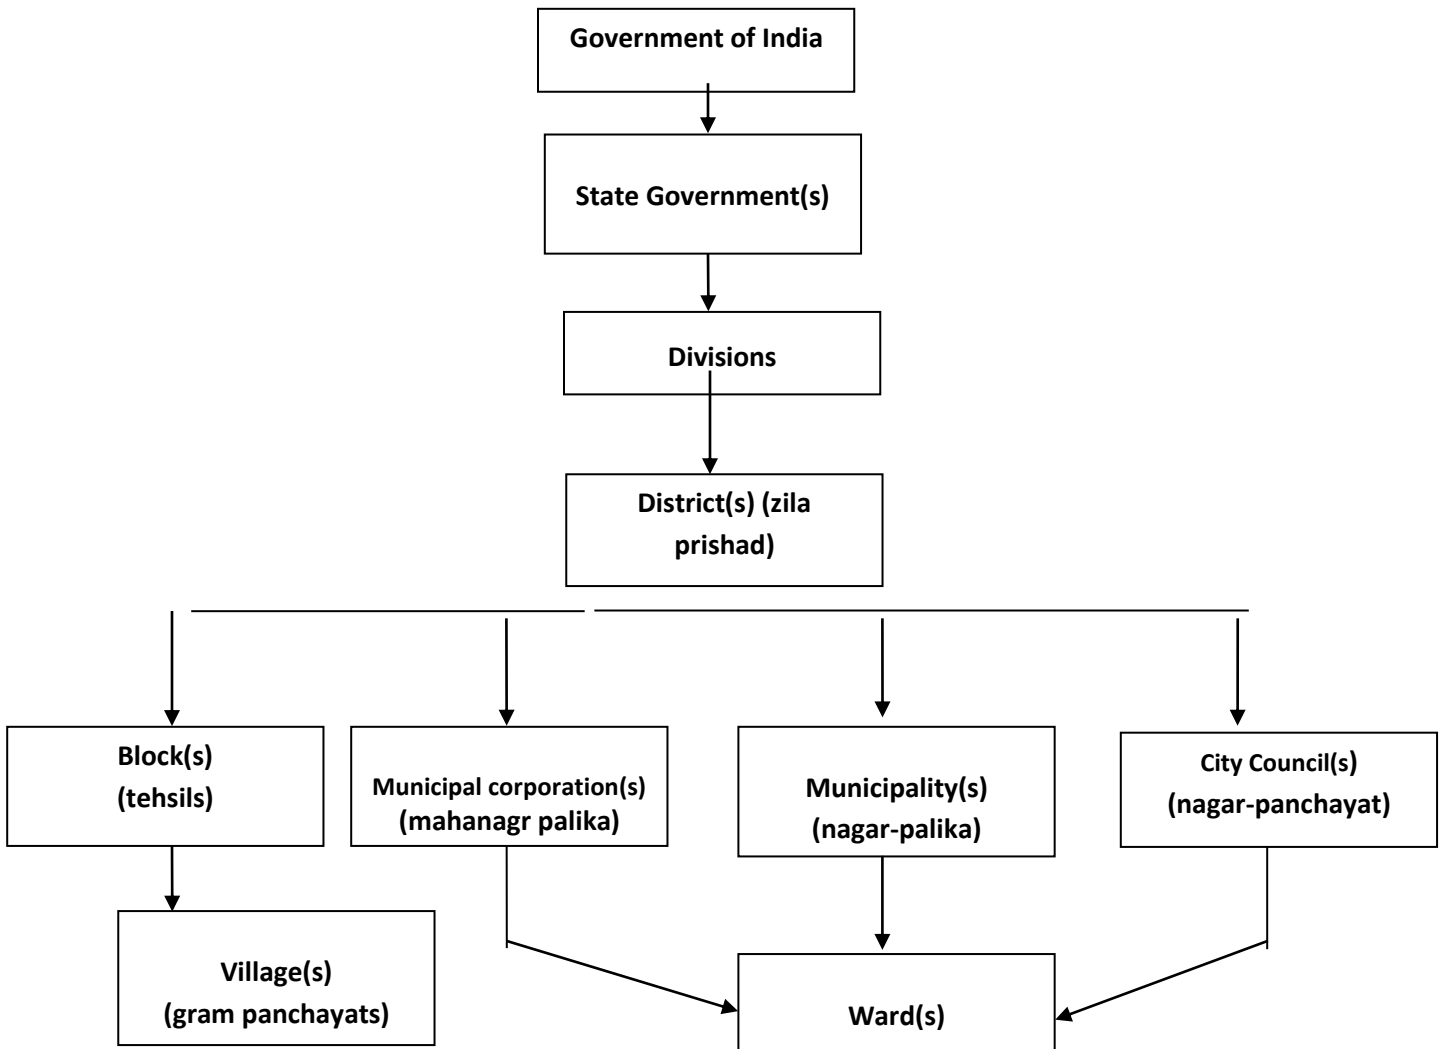 Government of India
State Government(s)
Divisions
District(s) (zila
prishad)
Block(s)
(tehsils)
Municipal corporation(s)
(mahanagr palika)
Municipality(s)
(nagar-palika)
City Council(s)
(nagar-panchayat)
Village(s)
(gram panchayats)
Ward(s)